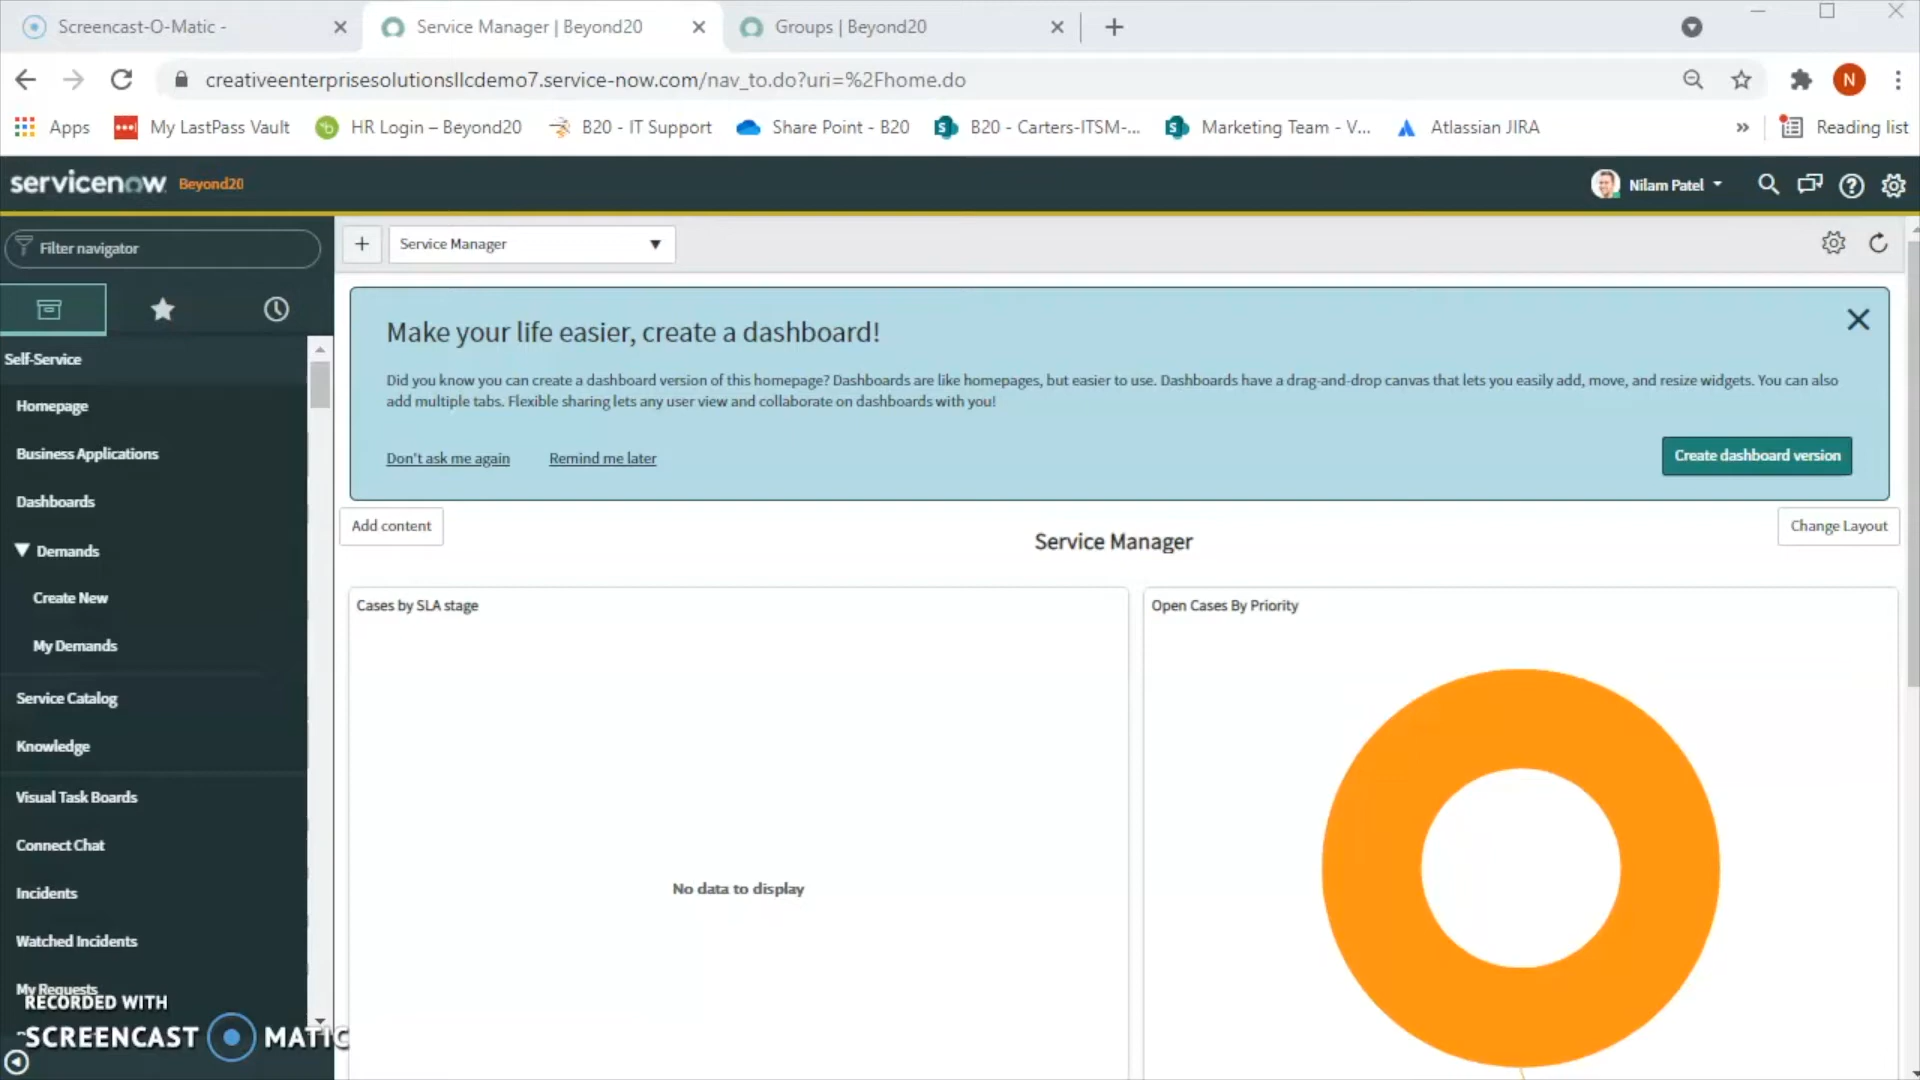 Screencast-O-Matic -
Service Manager | Beyond20
Groups | Beyond20
creativeenterprisesolutionsllcdemo7.service-now.com/nav_to.do?uri=%2Fhome.do
N
Apps
My LastPass Vault
HR Login – Beyond20
B20 - IT Support
Share Point - B20
B20 - Carters-ITSM-...
Marketing Team - V...
Atlassian JIRA
»
Reading list
servicenow
Beyond20
Nilam Patel
Filter navigator
Service Manager
Self-Service
Homepage
Business Applications
Dashboards
Demands
Create New
My Demands
Service Catalog
Knowledge
Visual Task Boards
Connect Chat
Incidents
Watched Incidents
My Requests
Make your life easier, create a dashboard!
Did you know you can create a dashboard version of this homepage? Dashboards are like homepages, but easier to use. Dashboards have a drag-and-drop canvas that lets you easily add, move, and resize widgets. You can also
add multiple tabs. Flexible sharing lets any user view and collaborate on dashboards with you!
Don't ask me again
Remind me later
Create dashboard version
Add content
Service Manager
Change Layout
Cases by SLA stage
Open Cases By Priority
No data to display
RECORDED WITH
SCREENCAST MATIC